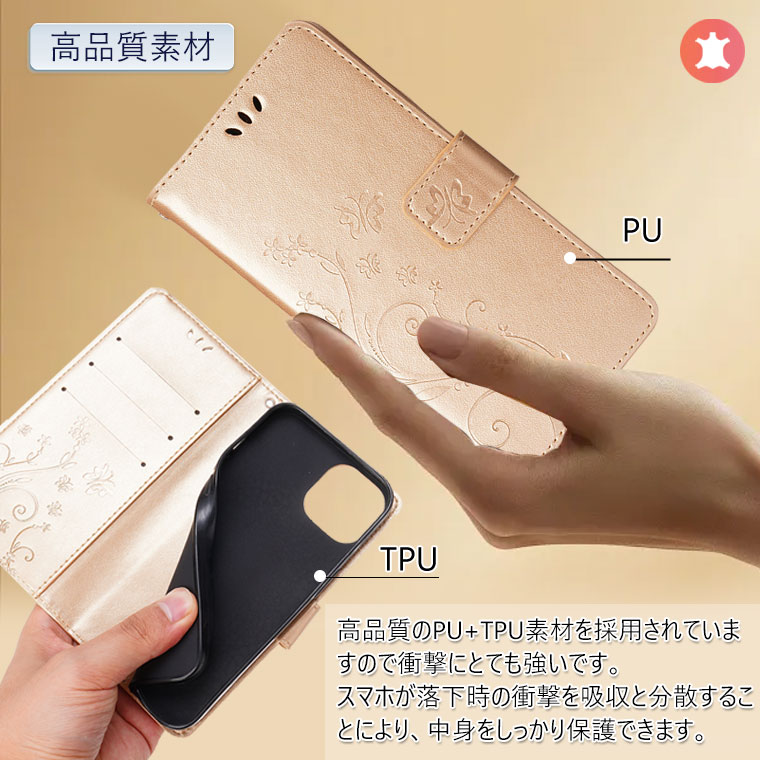 高品質素材
PU
TPU
高品質のPU+TPU素材を採用されていま
すので衝撃にとても強いです。
スマホが落下時の衝撃を吸収と分散するこ
とにより、中身をしっかり保護できます。